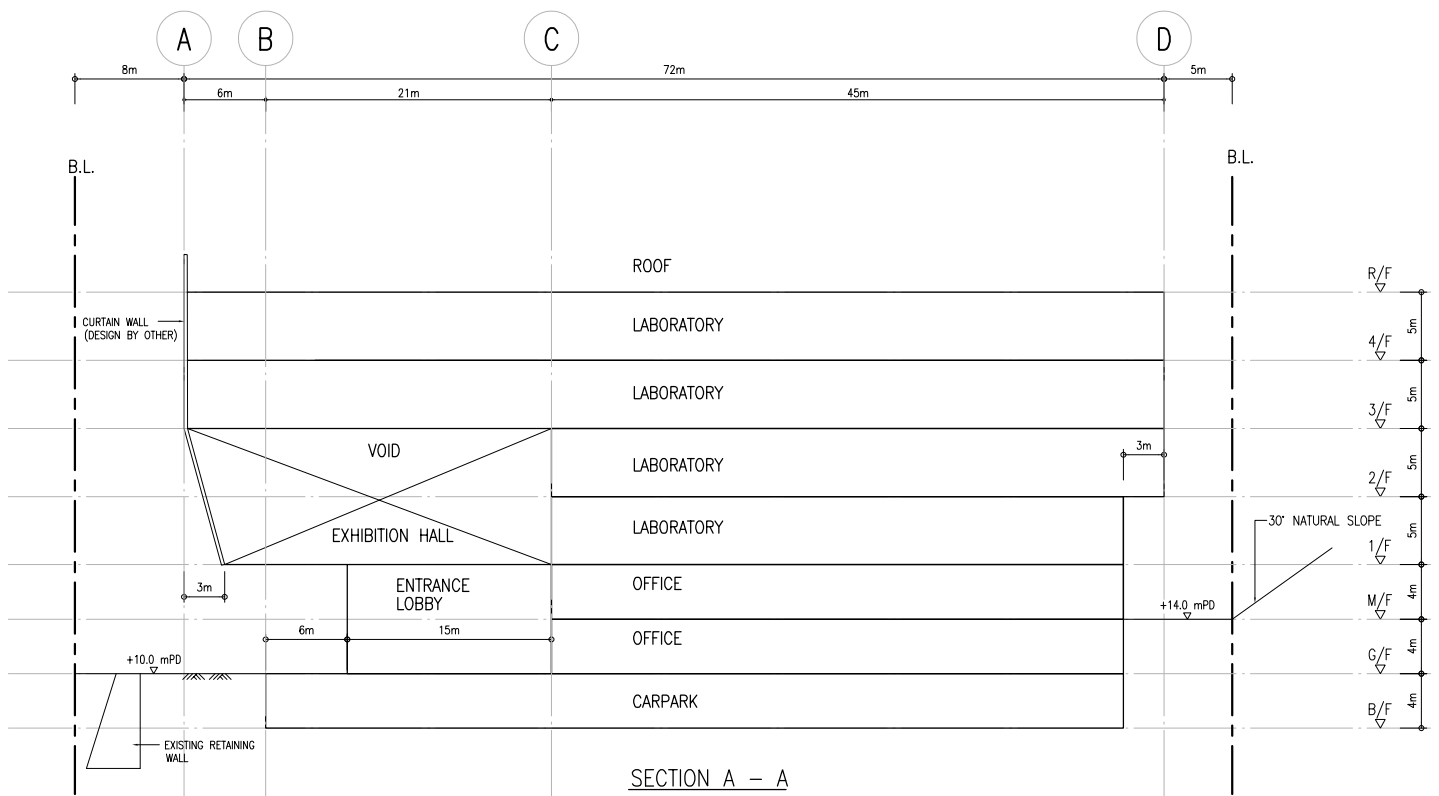 A
B
C
D
8m
72m
5m
6m
21m
45m
B.L.
B.L.
ROOF
R/F
CURTAIN WALL
(DESIGN BY OTHER)
LABORATORY
5m
4/F
LABORATORY
5m
3/F
VOID
3m
LABORATORY
5m
2/F
EXHIBITION HALL
LABORATORY
30° NATURAL SLOPE
5m
1/F
3m
ENTRANCE
LOBBY
OFFICE
+14.0 mPD
4m
M/F
6m
15m
OFFICE
4m
+10.0 mPD
G/F
CARPARK
4m
B/F
EXISTING RETAINING
WALL
SECTION A - A